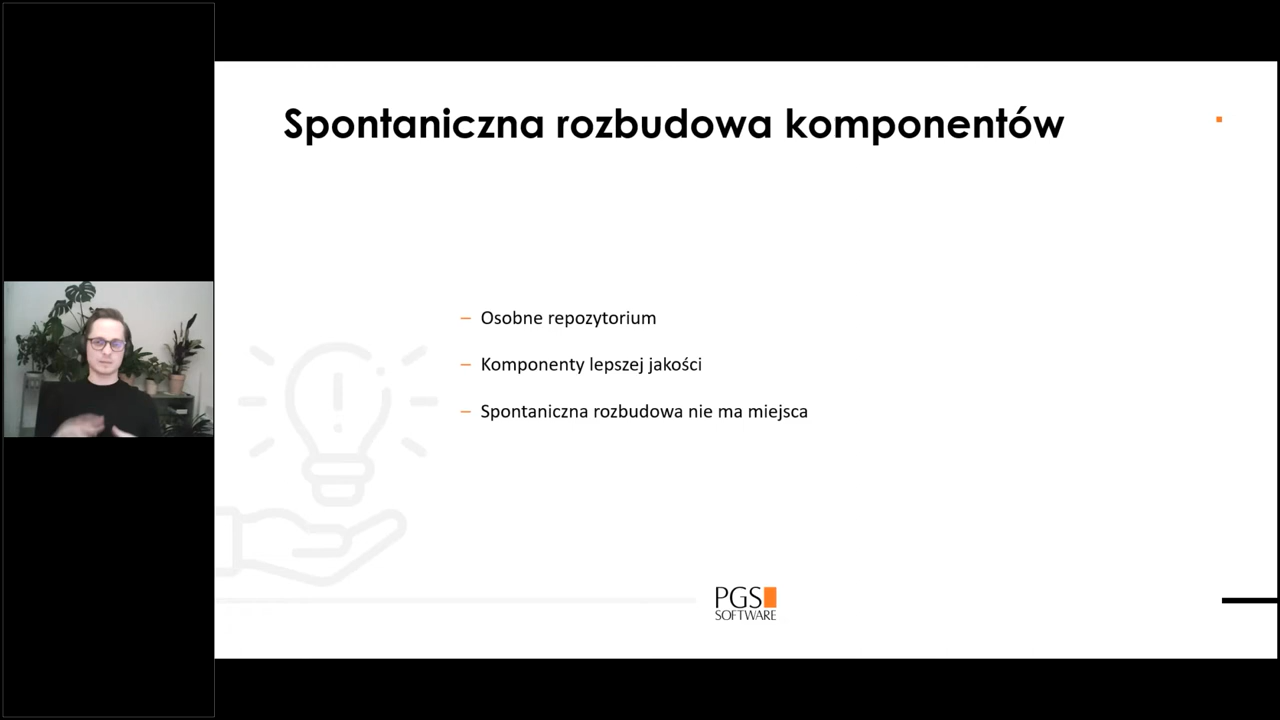 Spontaniczna rozbudowa komponentów
– Osobne repozytorium
– Komponenty lepszej jakości
– Spontaniczna rozbudowa nie ma miejsca
PGS
SOFTWARE